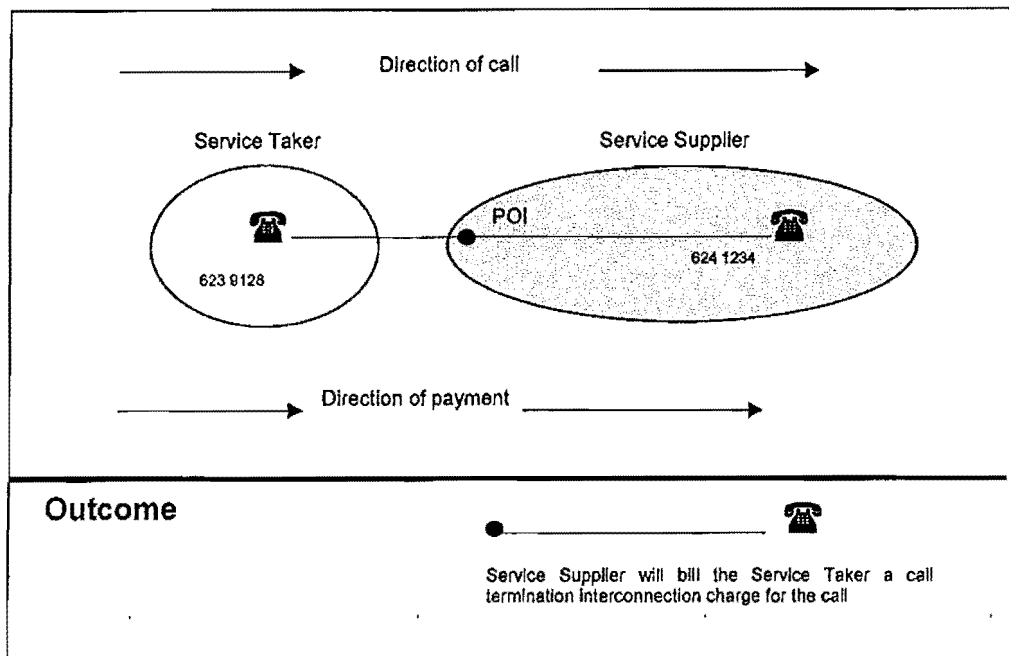 Direction of call
Service Taker
Service Supplier
POI
623 9128
624 1234
Direction of payment
Outcome
Service Supplier will bill the Service Taker a call
termination interconnection charge for the call